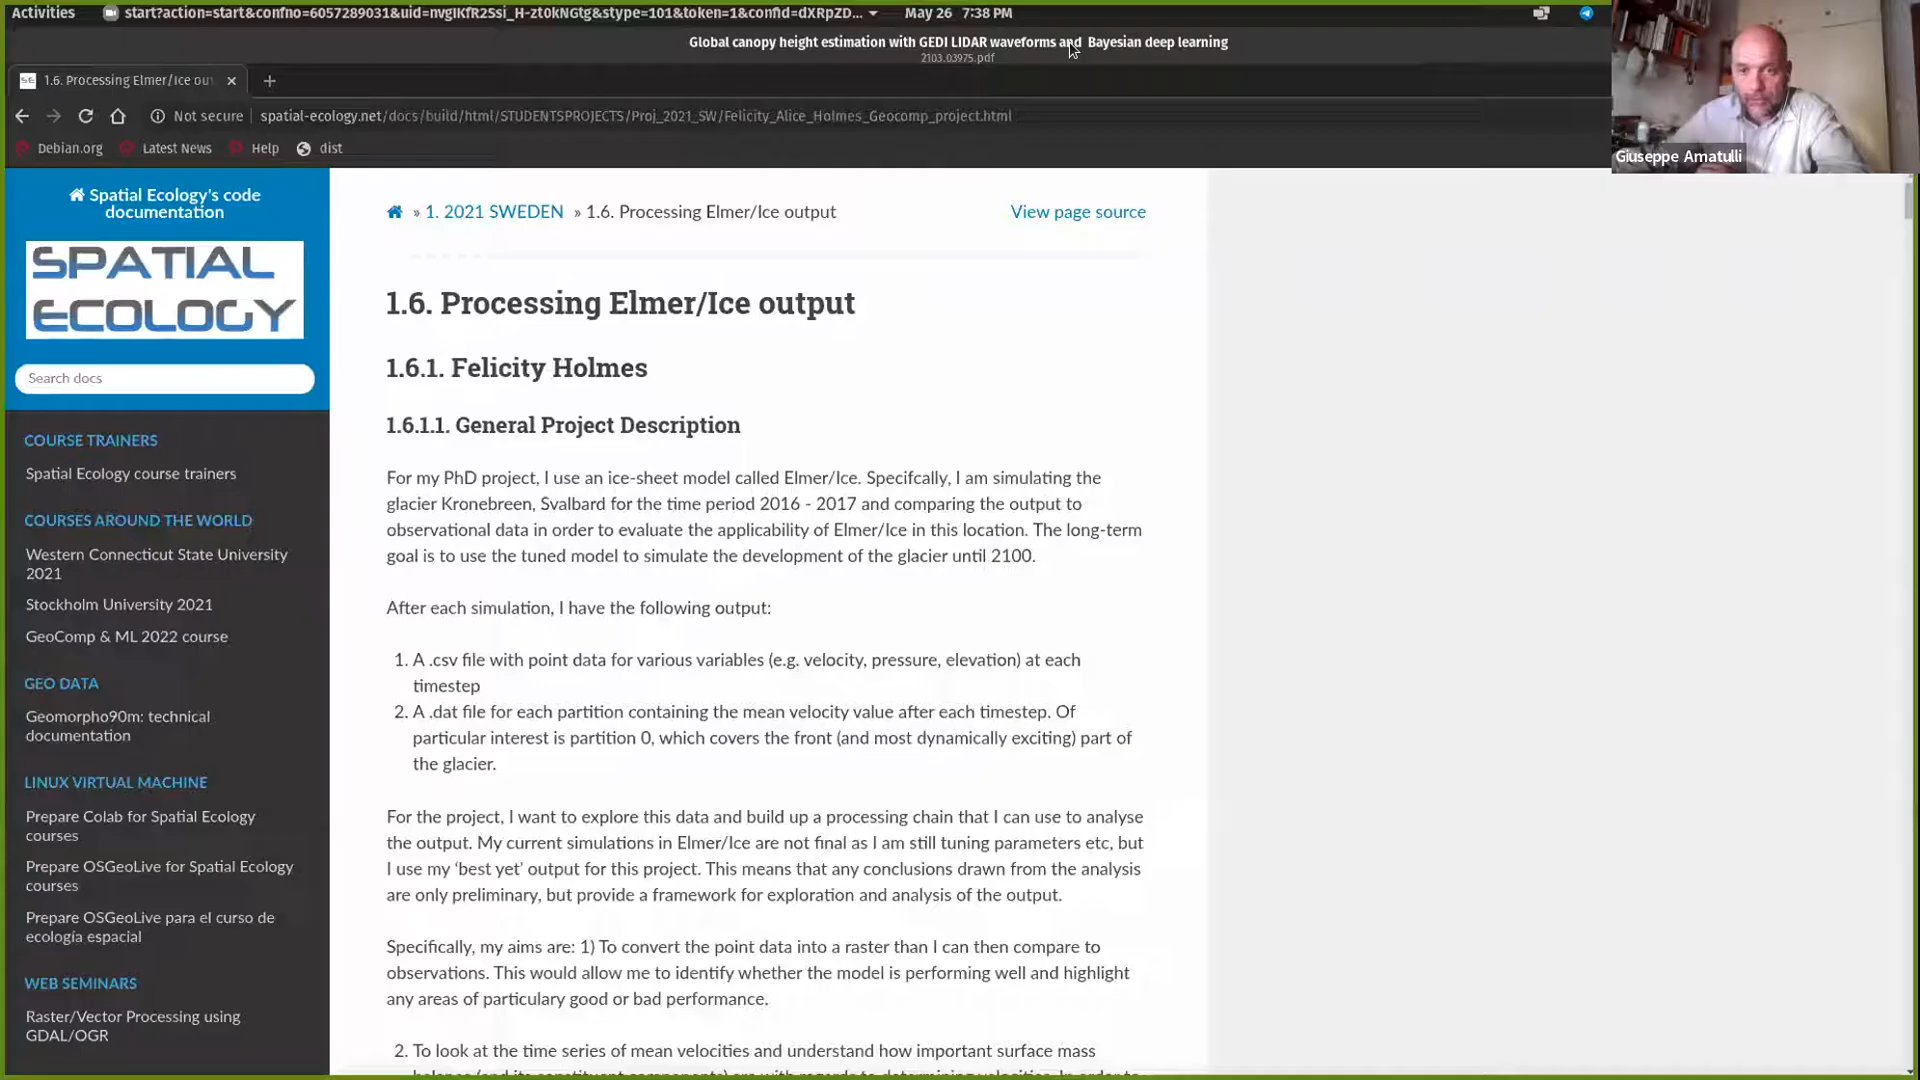 Activities
start?action=start&confno=6057289031&uid=nvgIKfR2Ssi_H-zt0kNGtg&stype=101&token=1&confid=dXRpZD...
May 26 7:38 PM
Global canopy height estimation with GEDI LIDAR waveforms and Bayesian deep learning
2103.03975.pdf
1.6. Processing Elmer/Ice ou
Not secure
spatial-ecology.net/docs/build/html/STUDENTSPROJECTS/Proj_2021_SW/Felicity_Alice_Holmes_Geocomp_project.html
Debian.org
Latest News
Help
dist
Giuseppe Amatulli
Spatial Ecology's code
documentation
SPATIAL
ECOLOGY
Search docs
COURSE TRAINERS
Spatial Ecology course trainers
COURSES AROUND THE WORLD
Western Connecticut State University
2021
Stockholm University 2021
GeoComp & ML 2022 course
GEO DATA
Geomorpho90m: technical
documentation
LINUX VIRTUAL MACHINE
Prepare Colab for Spatial Ecology
courses
Prepare OSGeoLive for Spatial Ecology
courses
Prepare OSGeoLive para el curso de
ecología espacial
WEB SEMINARS
Raster/Vector Processing using
GDAL/OGR
» 1. 2021 SWEDEN » 1.6. Processing Elmer/Ice output
View page source
1.6. Processing Elmer/Ice output
1.6.1. Felicity Holmes
1.6.1.1. General Project Description
For my PhD project, I use an ice-sheet model called Elmer/Ice. Specifcally, I am simulating the
glacier Kronebreen, Svalbard for the time period 2016 - 2017 and comparing the output to
observational data in order to evaluate the applicability of Elmer/Ice in this location. The long-term
goal is to use the tuned model to simulate the development of the glacier until 2100.
After each simulation, I have the following output:
1. A .csv file with point data for various variables (e.g. velocity, pressure, elevation) at each
timestep
2. A .dat file for each partition containing the mean velocity value after each timestep. Of
particular interest is partition 0, which covers the front (and most dynamically exciting) part of
the glacier.
For the project, I want to explore this data and build up a processing chain that I can use to analyse
the output. My current simulations in Elmer/Ice are not final as I am still tuning parameters etc, but
I use my ‘best yet’ output for this project. This means that any conclusions drawn from the analysis
are only preliminary, but provide a framework for exploration and analysis of the output.
Specifically, my aims are: 1) To convert the point data into a raster than I can then compare to
observations. This would allow me to identify whether the model is performing well and highlight
any areas of particulary good or bad performance.
2. To look at the time series of mean velocities and understand how important surface mass
balance (and its constituent components) are with regards to determining velocities. In order to